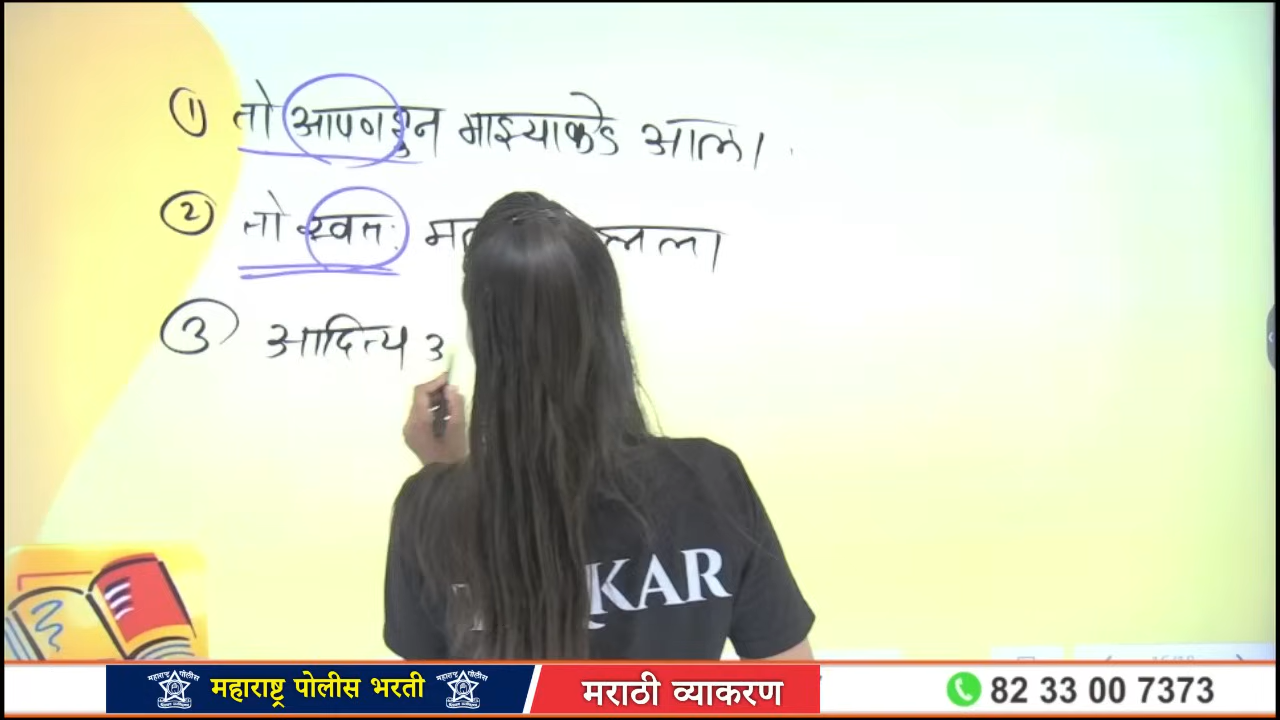 ① तो आपणहून माझ्याकडे आला।
② तो स्वतः
③ आदित्य
KAR
महाराष्ट्र पोलीस भरती
मराठी व्याकरण
82 33 00 7373